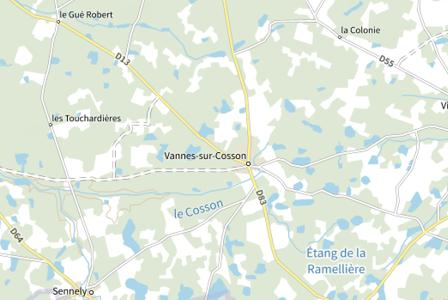 le Gué Robert
la Colonie
D13
D55
les Touchardières
Vannes-sur-Cosson
le Cosson
D83
D64
Étang de la
Ramellière
Sennely